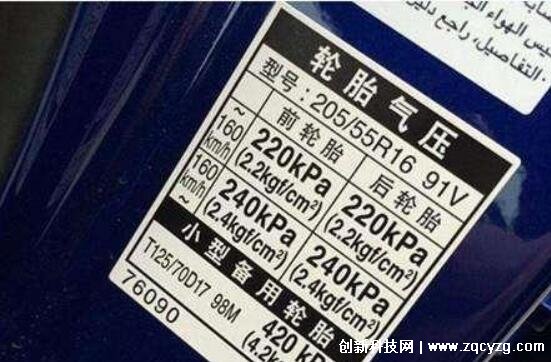 轮胎气压
型号:205/55R16 91V
前轮胎 后轮胎
~160 km/h 220kPa (2.2kgf/cm²) 220kPa (2.2kgf/cm²)
160 km/h~ 240kPa (2.4kgf/cm²) 240kPa (2.4kgf/cm²)
小型备用轮胎
T125/70D17 98M 420
76090
التفاصيل، راجع
创新科技网:@www.zqcyzg.com